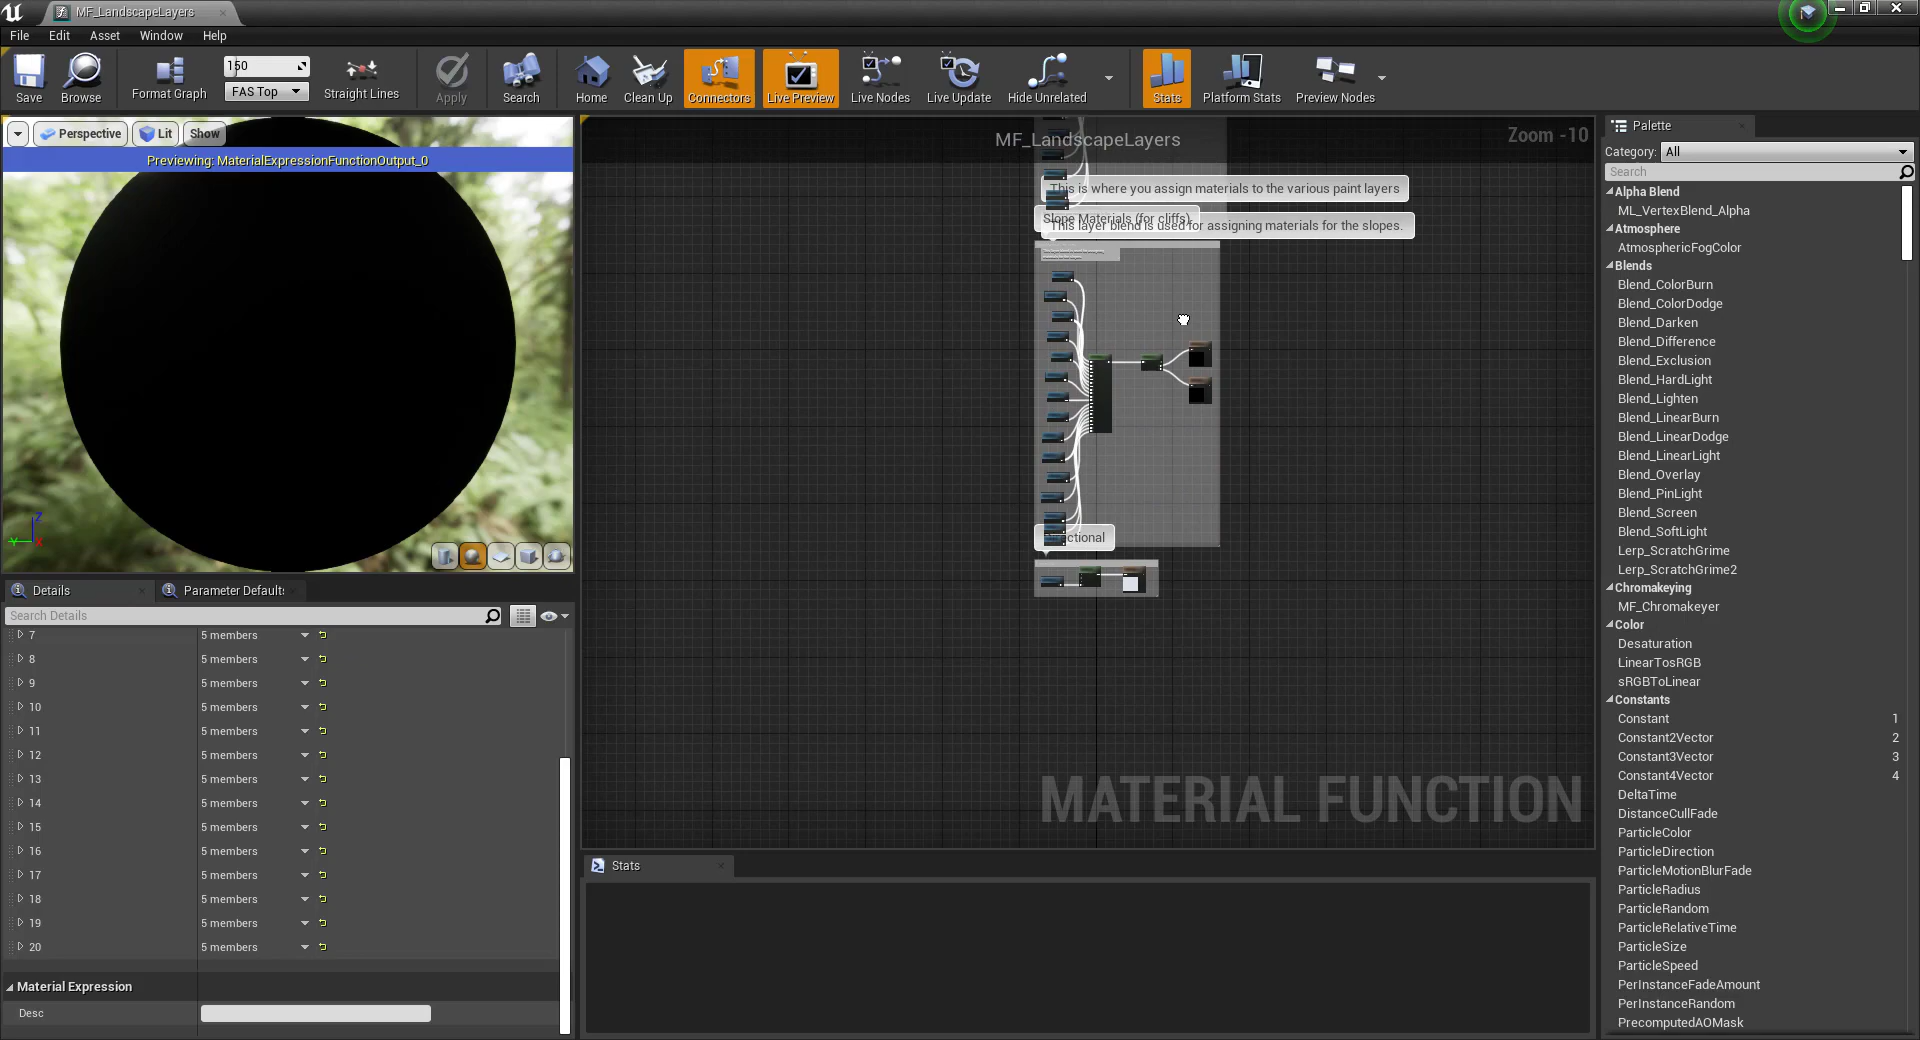 MF_LandscapeLayers
File
Edit
Asset
Window
Help
Save
Browse
Format Graph
150
FAS Top
Straight Lines
Apply
Search
Home
Clean Up
Connectors
Live Preview
Live Nodes
Live Update
Hide Unrelated
Stats
Platform Stats
Preview Nodes
Perspective
Lit
Show
Previewing: MaterialExpressionFunctionOutput_0
Z
Y
X
MF_LandscapeLayers
Zoom -10
This is where you assign materials to the various paint layers
Slope Materials (for cliffs)
This layer blend is used for assigning materials for the slopes.
MATERIAL FUNCTION
Stats
Details
Parameter Defaults
Search Details
7 5 members
8 5 members
9 5 members
10 5 members
11 5 members
12 5 members
13 5 members
14 5 members
15 5 members
16 5 members
17 5 members
18 5 members
19 5 members
20 5 members
Material Expression
Desc
Palette
Category: All
Search
Alpha Blend
ML_VertexBlend_Alpha
Atmosphere
AtmosphericFogColor
Blends
Blend_ColorBurn
Blend_ColorDodge
Blend_Darken
Blend_Difference
Blend_Exclusion
Blend_HardLight
Blend_Lighten
Blend_LinearBurn
Blend_LinearDodge
Blend_LinearLight
Blend_Overlay
Blend_PinLight
Blend_Screen
Blend_SoftLight
Lerp_ScratchGrime
Lerp_ScratchGrime2
Chromakeying
MF_Chromakeyer
Color
Desaturation
LinearTosRGB
sRGBToLinear
Constants
Constant 1
Constant2Vector 2
Constant3Vector 3
Constant4Vector 4
DeltaTime
DistanceCullFade
ParticleColor
ParticleDirection
ParticleMotionBlurFade
ParticleRadius
ParticleRandom
ParticleRelativeTime
ParticleSize
ParticleSpeed
PerInstanceFadeAmount
PerInstanceRandom
PrecomputedAOMask